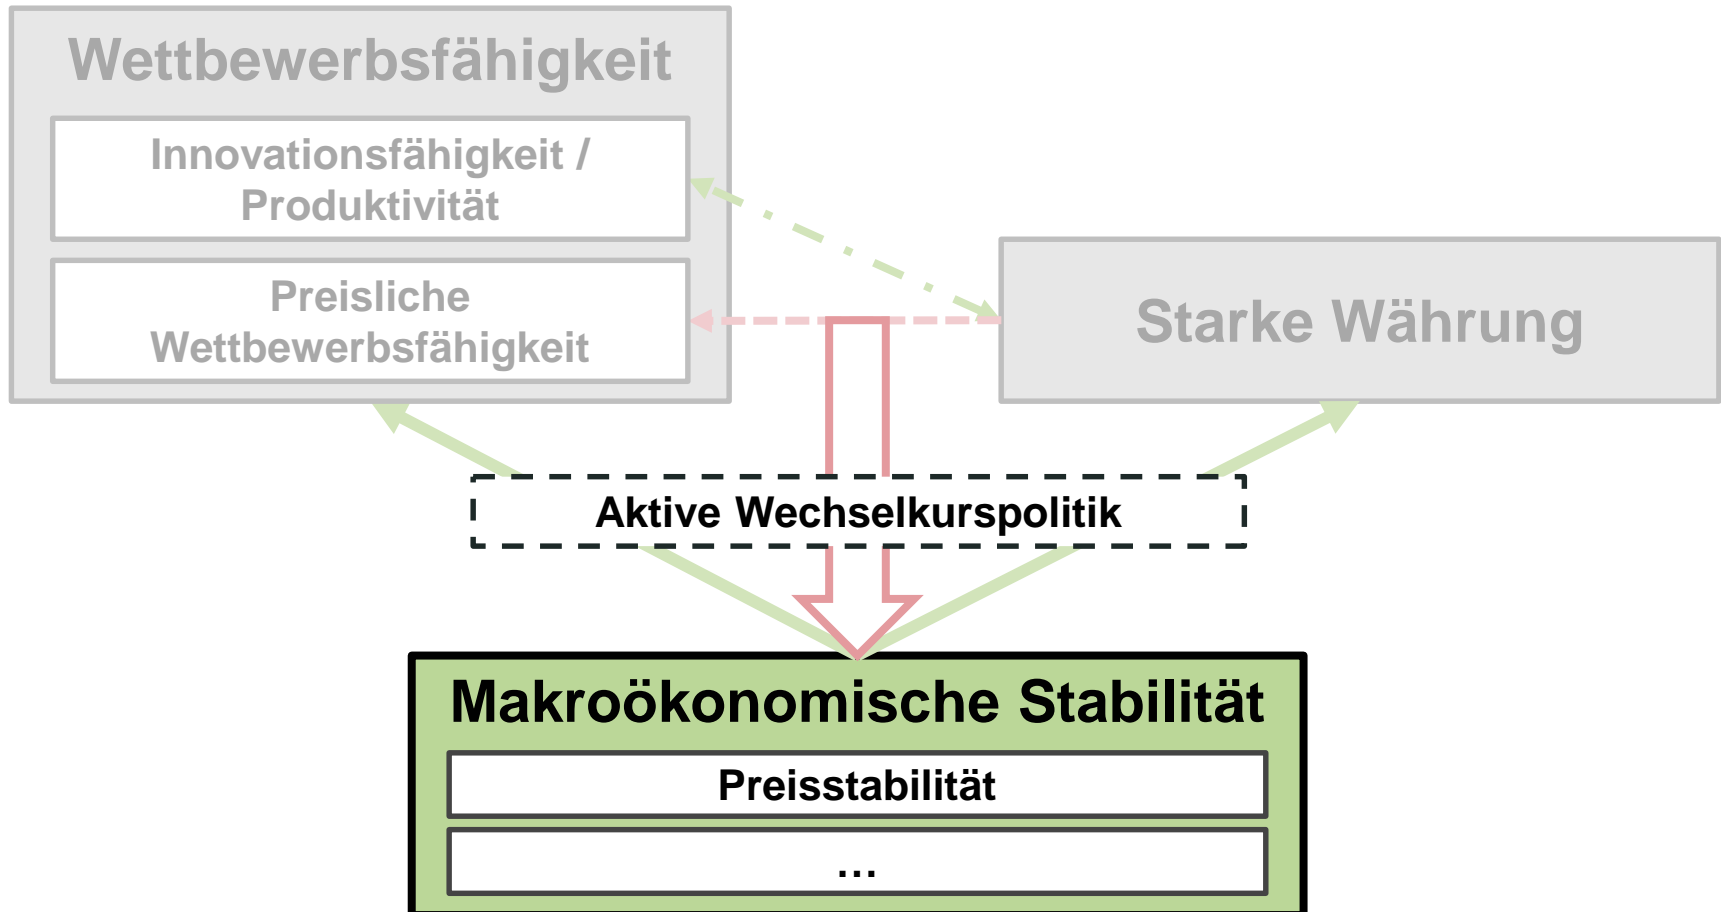 Wettbewerbsfähigkeit
Innovationsfähigkeit /
Produktivität
Preisliche
Wettbewerbsfähigkeit
Starke Währung
Aktive Wechselkurspolitik
Makroökonomische Stabilität
Preisstabilität
...